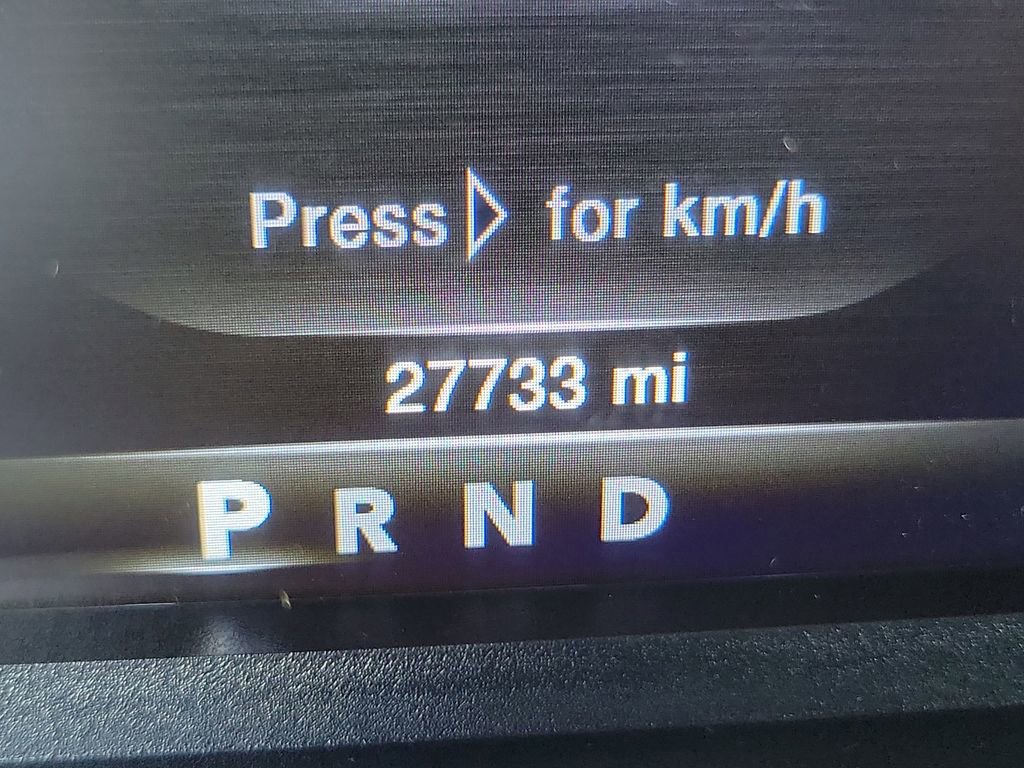 Press ▷ for km/h
27733 mi
P R N D